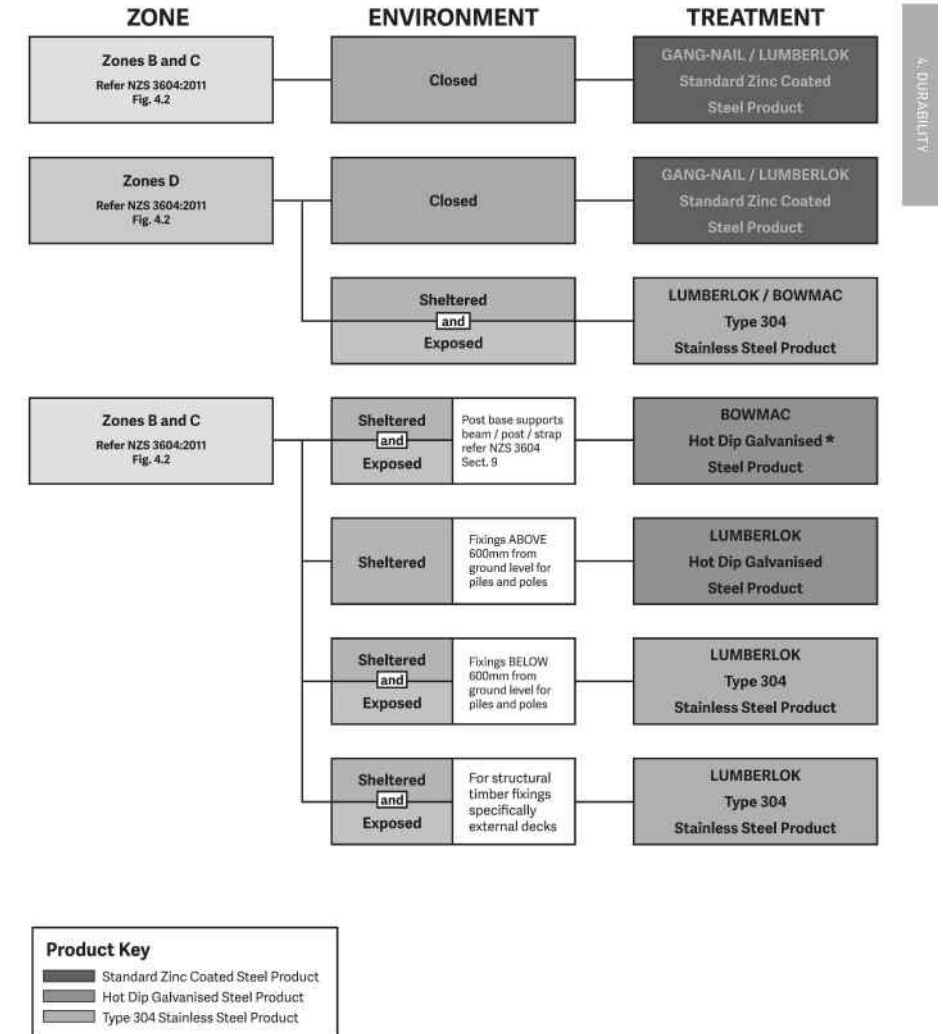 ZONE
ENVIRONMENT
TREATMENT
Zones B and C
Refer NZS 3604:2011
Fig. 4.2
Closed
GANG-NAIL / LUMBERLOK
Standard Zinc Coated
Steel Product
4. DURABILITY
Zones D
Refer NZS 3604:2011
Fig. 4.2
Closed
GANG-NAIL / LUMBERLOK
Standard Zinc Coated
Steel Product
Sheltered
and
Exposed
LUMBERLOK / BOWMAC
Type 304
Stainless Steel Product
Zones B and C
Refer NZS 3604:2011
Fig. 4.2
Sheltered
and
Exposed
Post base supports
beam / post / strap
refer NZS 3604
Sect. 9
BOWMAC
Hot Dip Galvanised *
Steel Product
Sheltered
Fixings ABOVE
600mm from
ground level for
piles and poles
LUMBERLOK
Hot Dip Galvanised
Steel Product
Sheltered
and
Exposed
Fixings BELOW
600mm from
ground level for
piles and poles
LUMBERLOK
Type 304
Stainless Steel Product
Sheltered
and
Exposed
For structural
timber fixings
specifically
external decks
LUMBERLOK
Type 304
Stainless Steel Product
Product Key
Standard Zinc Coated Steel Product
Hot Dip Galvanised Steel Product
Type 304 Stainless Steel Product